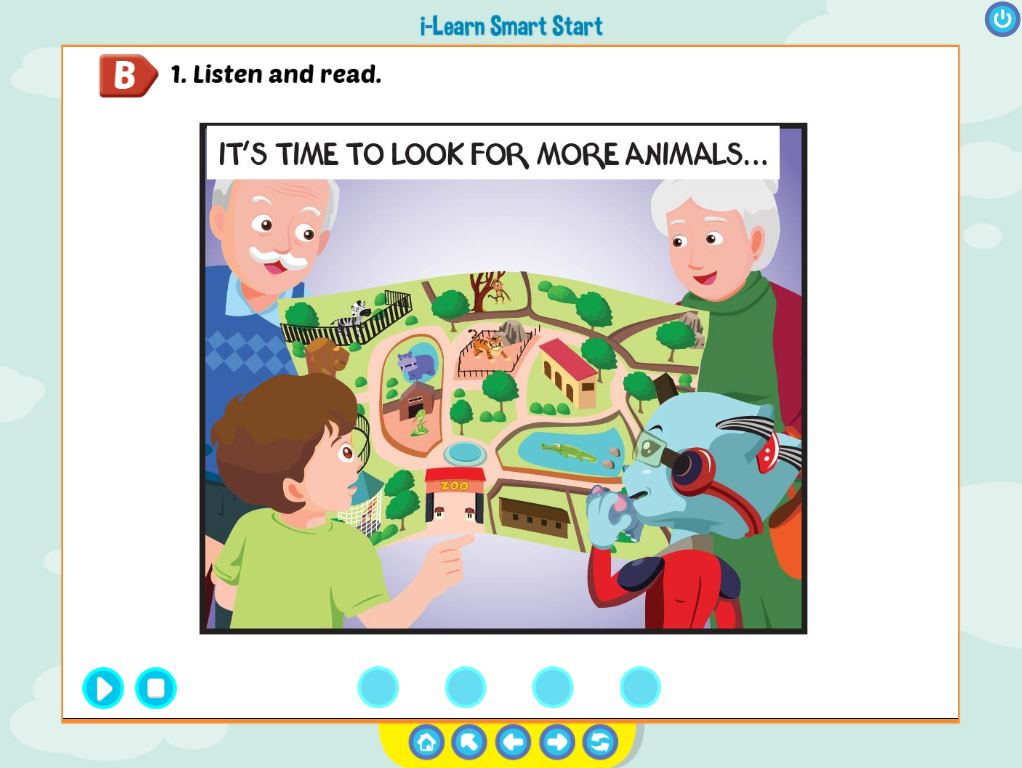 i-Learn Smart Start
B 1. Listen and read.
IT'S TIME TO LOOK FOR MORE ANIMALS...
ZOO